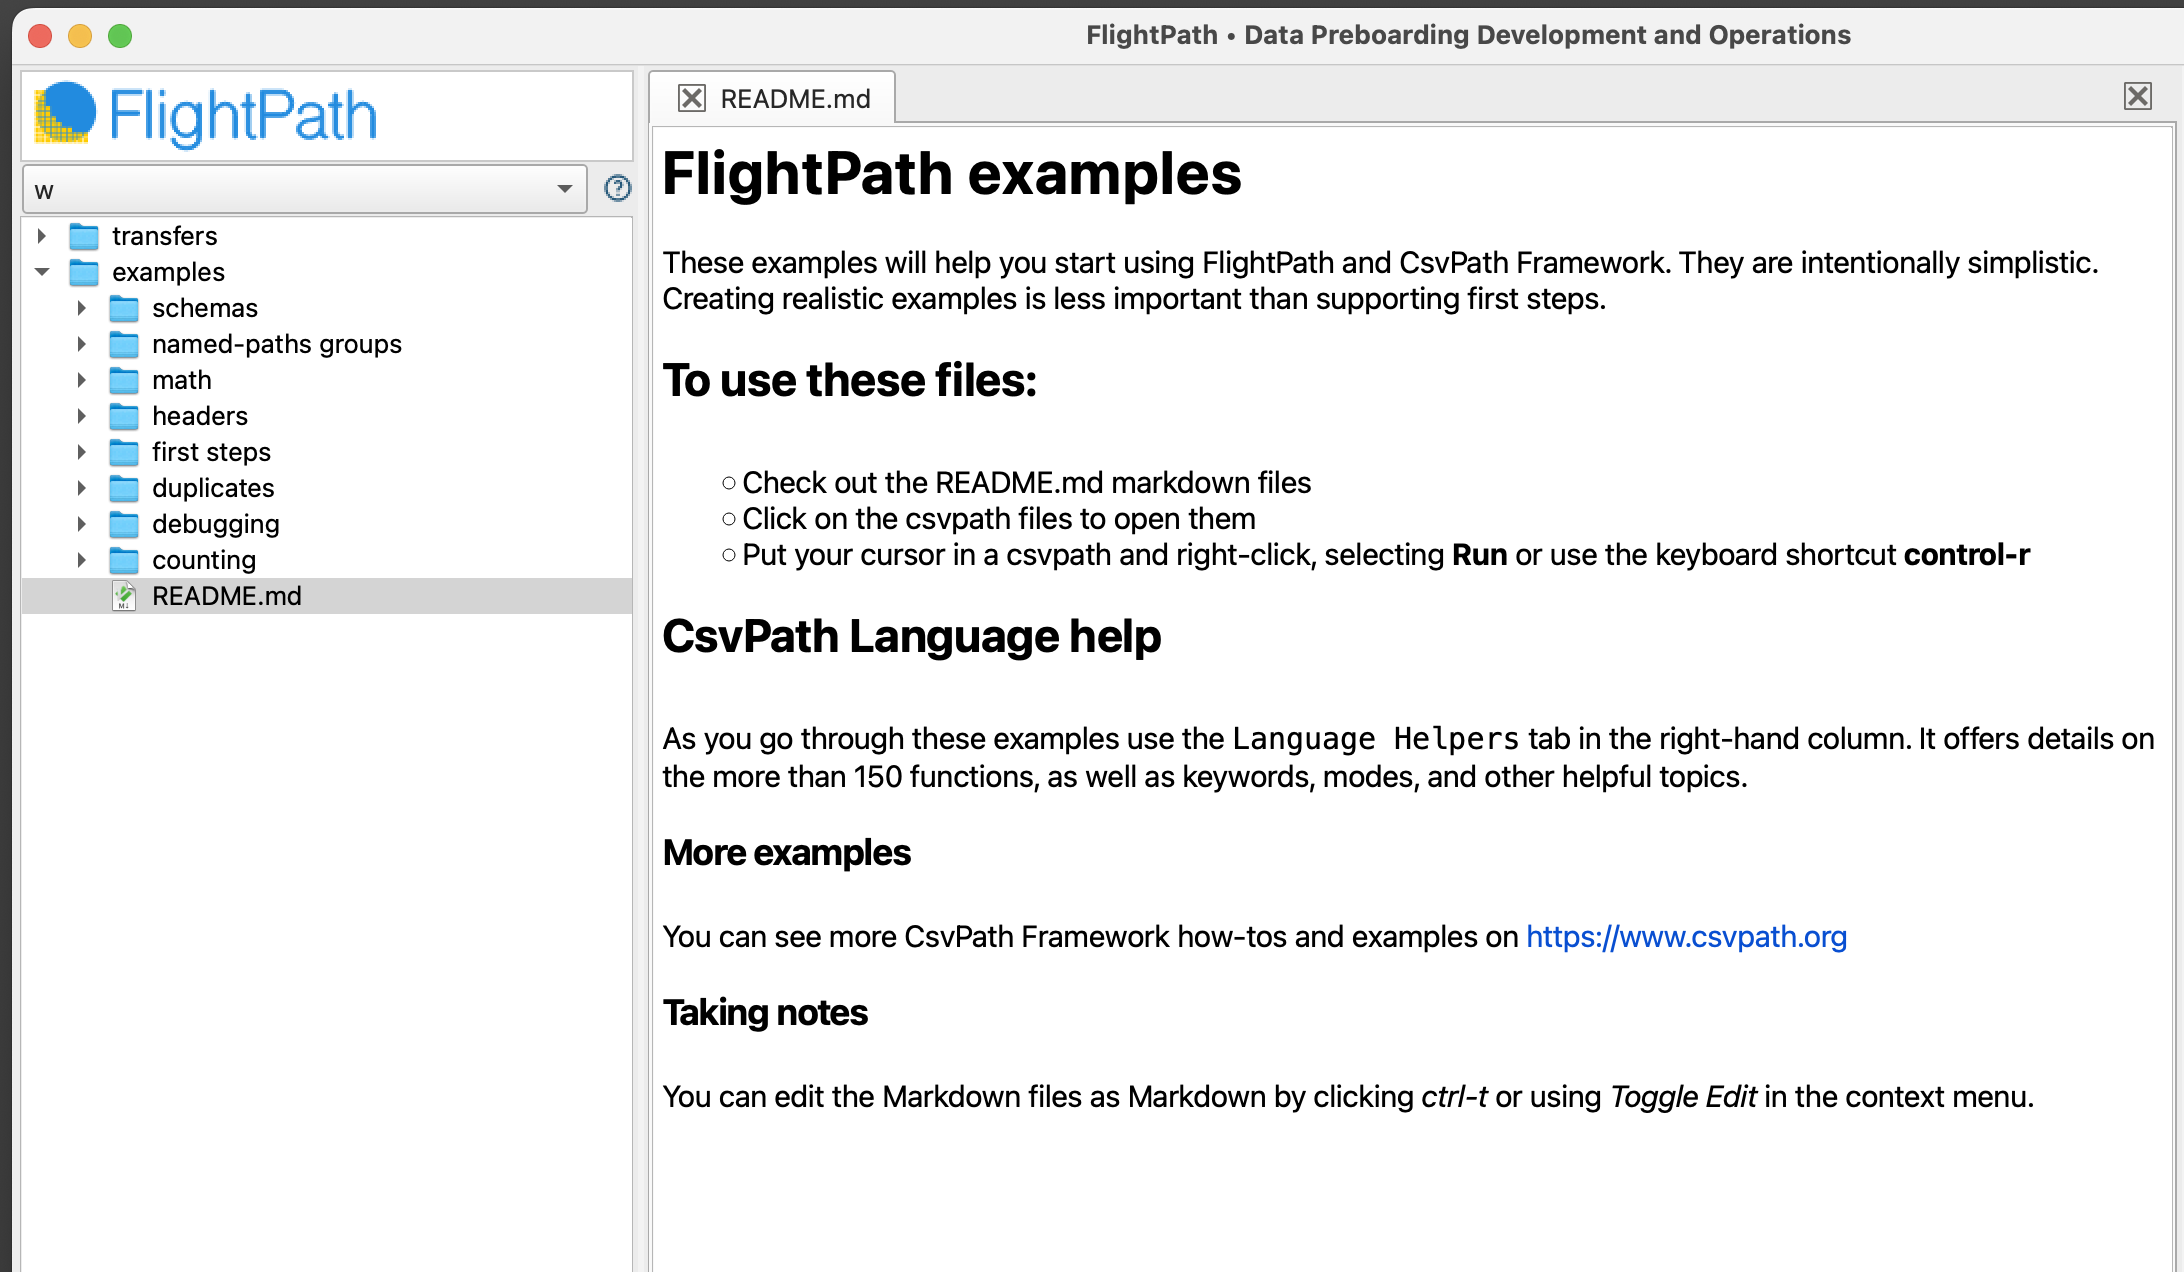 FlightPath • Data Preboarding Development and Operations
FlightPath
w
transfers
examples
schemas
named-paths groups
math
headers
first steps
duplicates
debugging
counting
README.md
README.md
FlightPath examples
These examples will help you start using FlightPath and CsvPath Framework. They are intentionally simplistic.
Creating realistic examples is less important than supporting first steps.
To use these files:
Check out the README.md markdown files
Click on the csvpath files to open them
Put your cursor in a csvpath and right-click, selecting Run or use the keyboard shortcut control-r
CsvPath Language help
As you go through these examples use the Language Helpers tab in the right-hand column. It offers details on
the more than 150 functions, as well as keywords, modes, and other helpful topics.
More examples
You can see more CsvPath Framework how-tos and examples on https://www.csvpath.org
Taking notes
You can edit the Markdown files as Markdown by clicking ctrl-t or using Toggle Edit in the context menu.